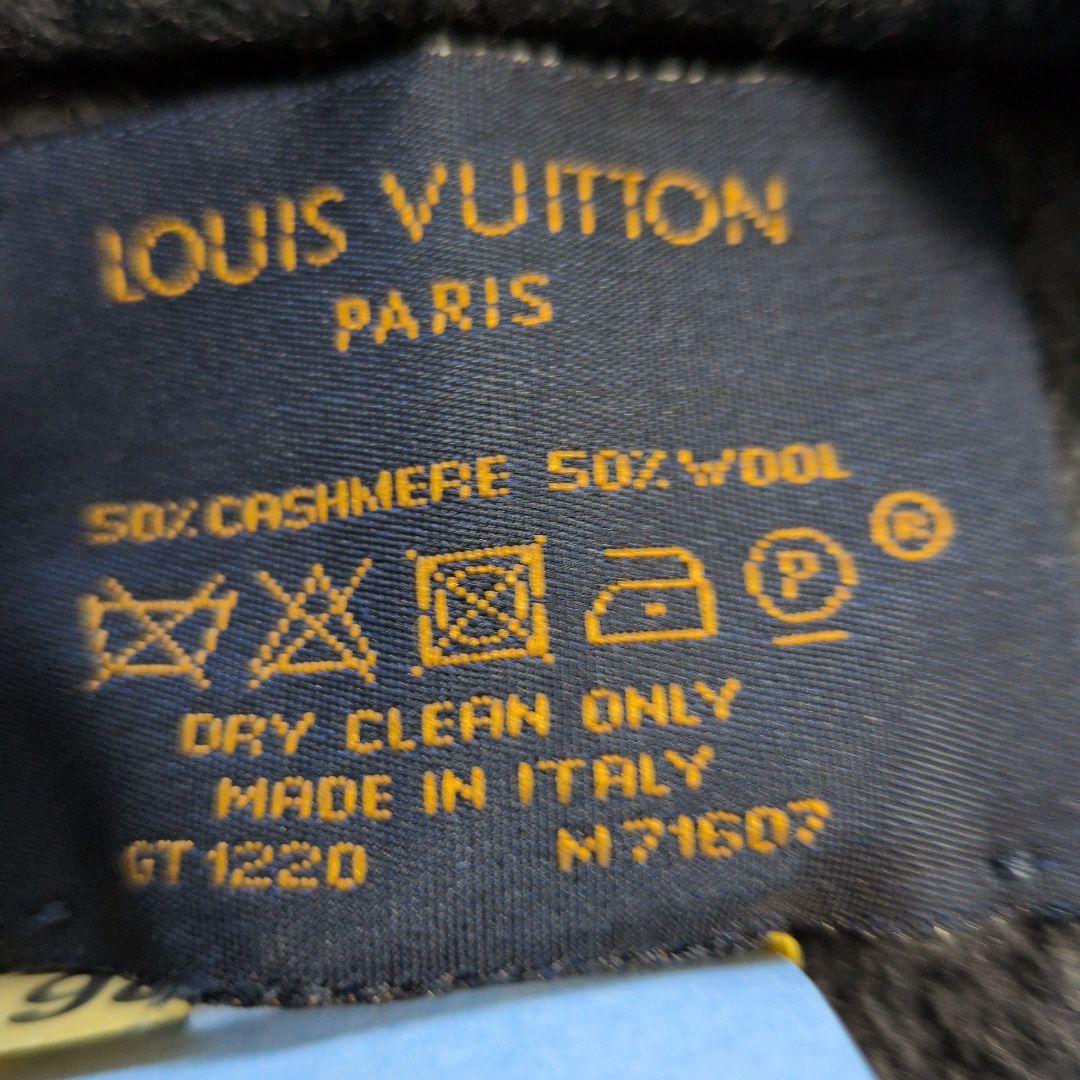 LOUIS VUITTON
PARIS
50% CASHMERE 50% WOOL
P ®
DRY CLEAN ONLY
MADE IN ITALY
GT1220 M71607